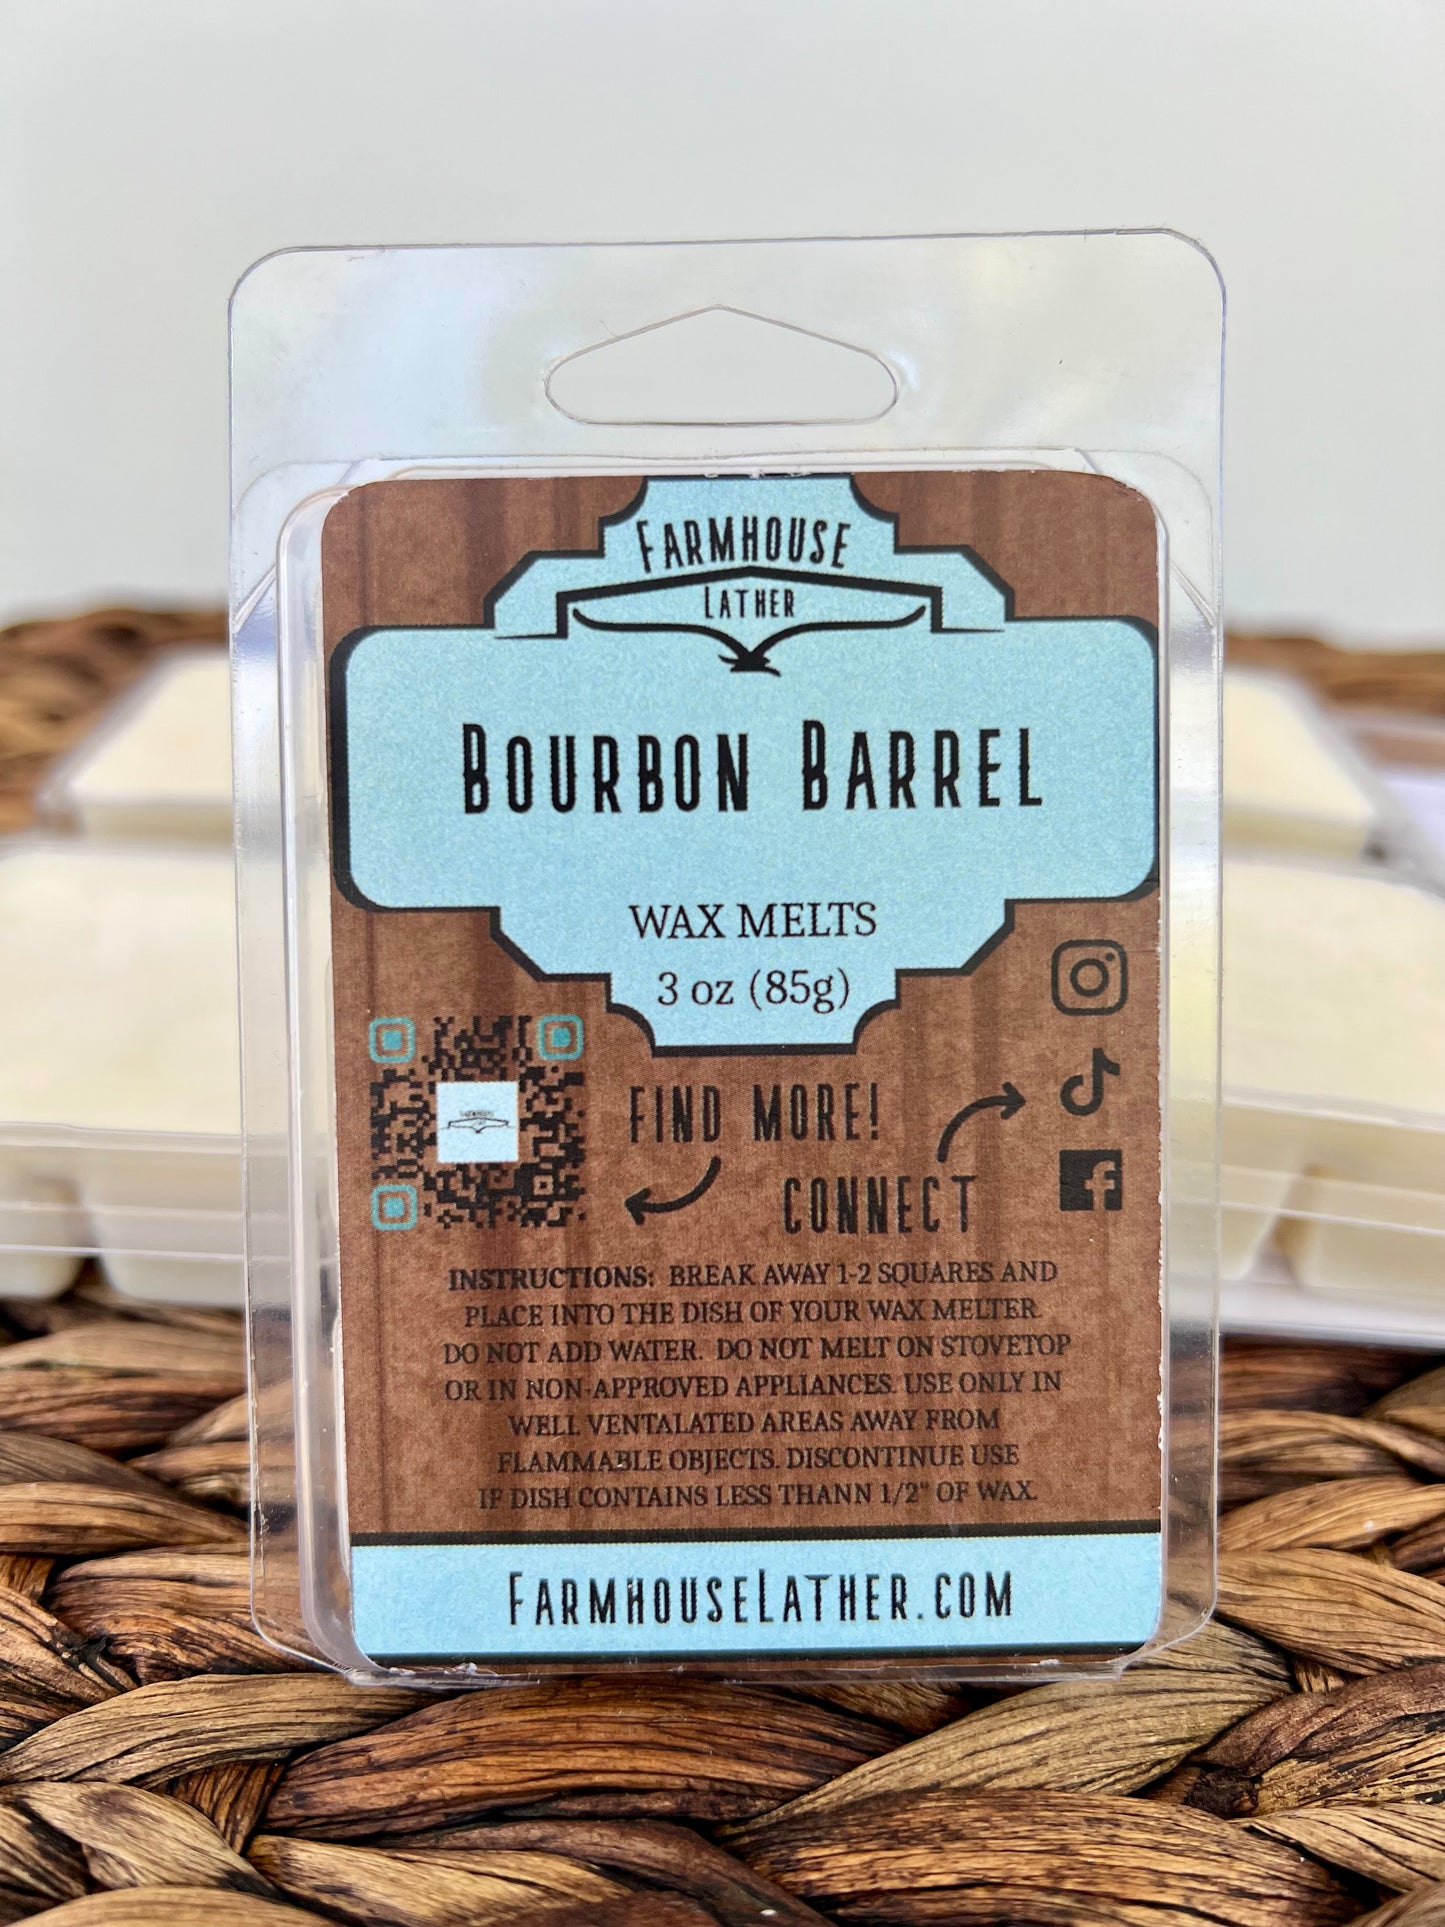 FARMHOUSE
LATHER
BOURBON BARREL
WAX MELTS
3 oz (85g)
FIND MORE!
CONNECT
INSTRUCTIONS: BREAK AWAY 1-2 SQUARES AND
PLACE INTO THE DISH OF YOUR WAX MELTER.
DO NOT ADD WATER. DO NOT MELT ON STOVETOP
OR IN NON-APPROVED APPLIANCES. USE ONLY IN
WELL VENTALATED AREAS AWAY FROM
FLAMMABLE OBJECTS. DISCONTINUE USE
IF DISH CONTAINS LESS THANN 1/2" OF WAX.
FARMHOUSELATHER.COM